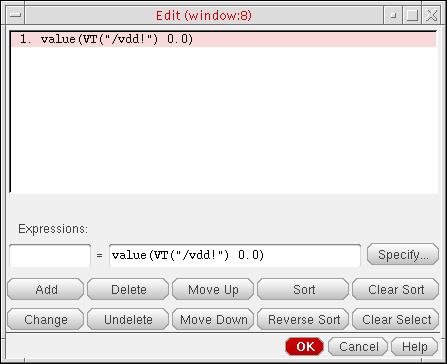 Edit (window:8)
1. value(VT("/vdd!") 0.0)
Expressions:
= value(VT("/vdd!") 0.0) Specify...
Add Delete Move Up Sort Clear Sort
Change Undelete Move Down Reverse Sort Clear Select
OK Cancel Help